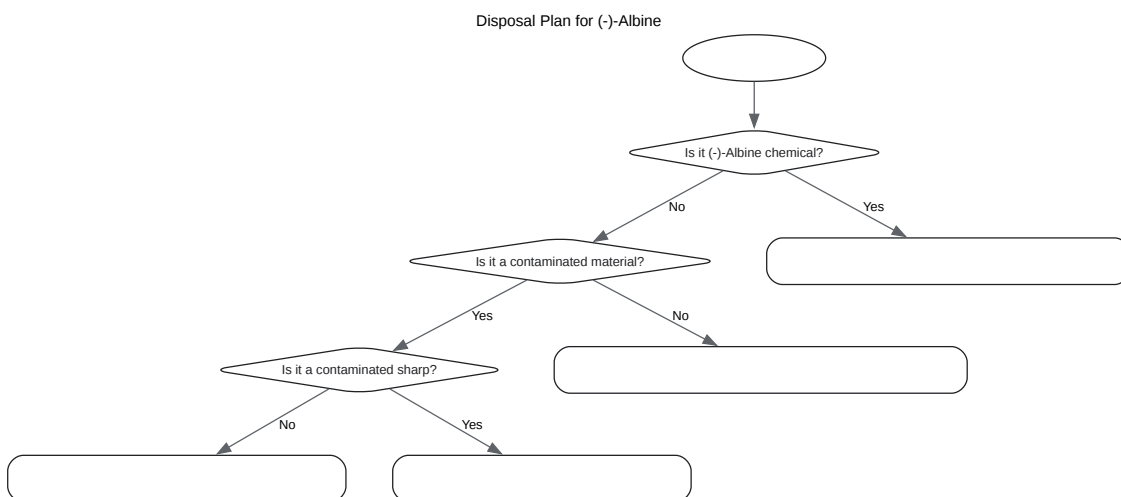 Disposal Plan for (-)-Albine
Is it (-)-Albine chemical?
No
Yes
Is it a contaminated material?
Yes
No
Is it a contaminated sharp?
No
Yes